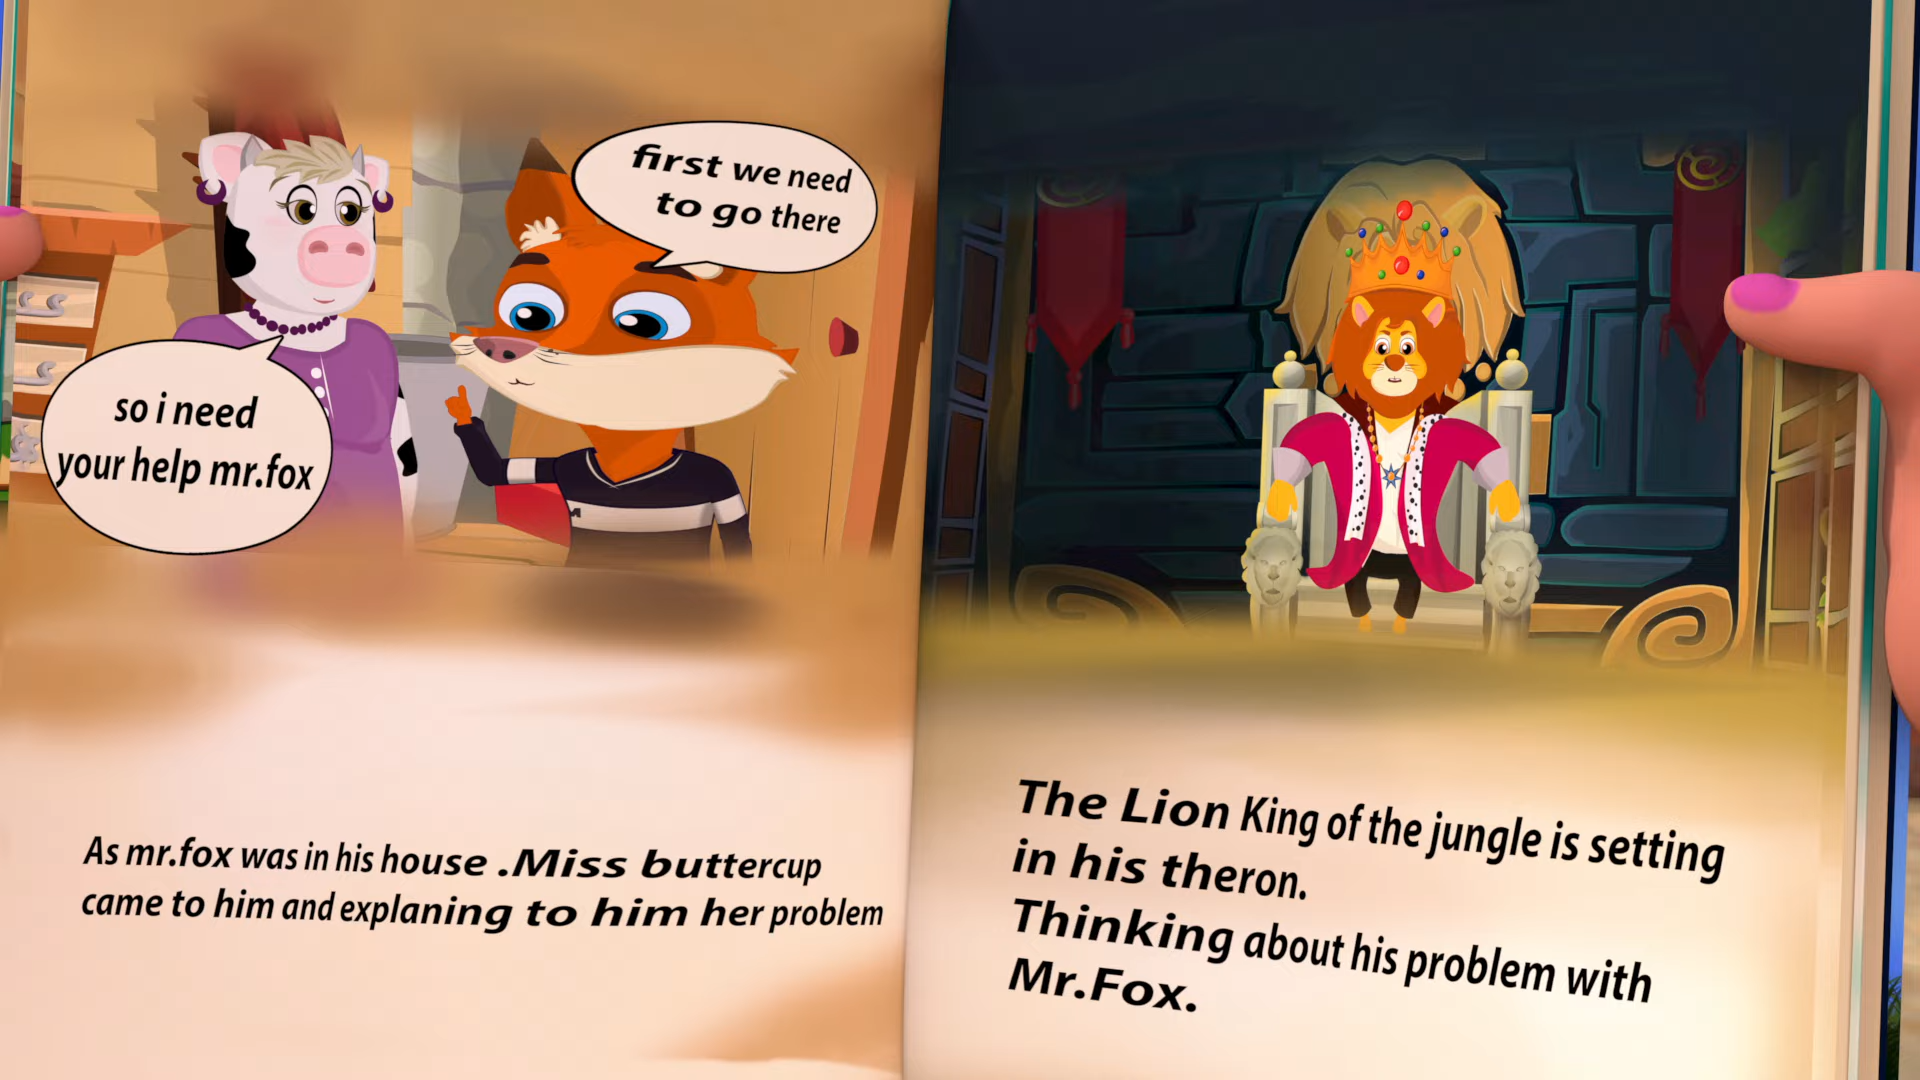 first we need
to go there
so i need
your help mr.fox
As mr.fox was in his house .Miss buttercup
came to him and explaning to him her problem
The Lion King of the jungle is setting
in his theron.
Thinking about his problem with
Mr.Fox.